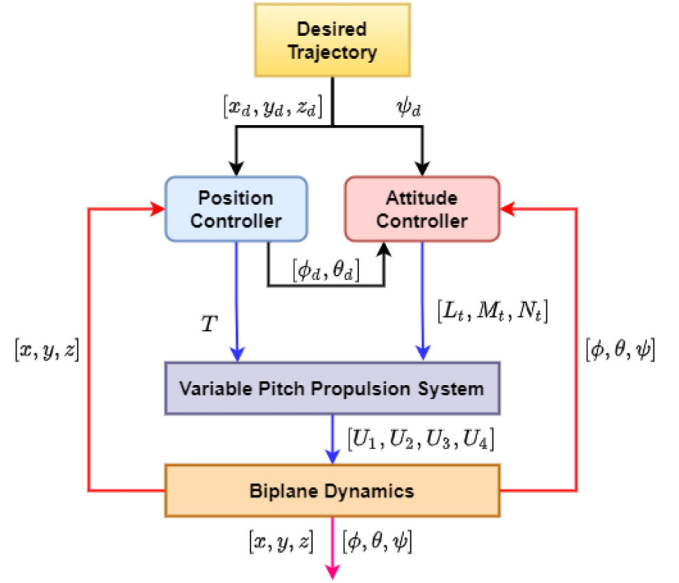 Desired
Trajectory
[x_d, y_d, z_d]
ψ_d
Position
Controller
Attitude
Controller
[ϕ_d, θ_d]
T
[L_t, M_t, N_t]
[x, y, z]
[ϕ, θ, ψ]
Variable Pitch Propulsion System
[U_1, U_2, U_3, U_4]
Biplane Dynamics
[x, y, z]
[ϕ, θ, ψ]